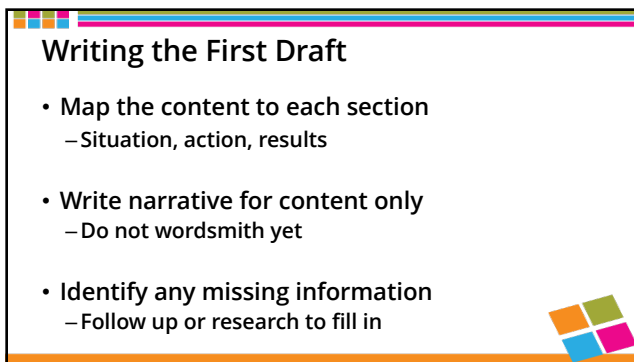 Writing the First Draft
• Map the content to each section
– Situation, action, results
• Write narrative for content only
– Do not wordsmith yet
• Identify any missing information
– Follow up or research to fill in